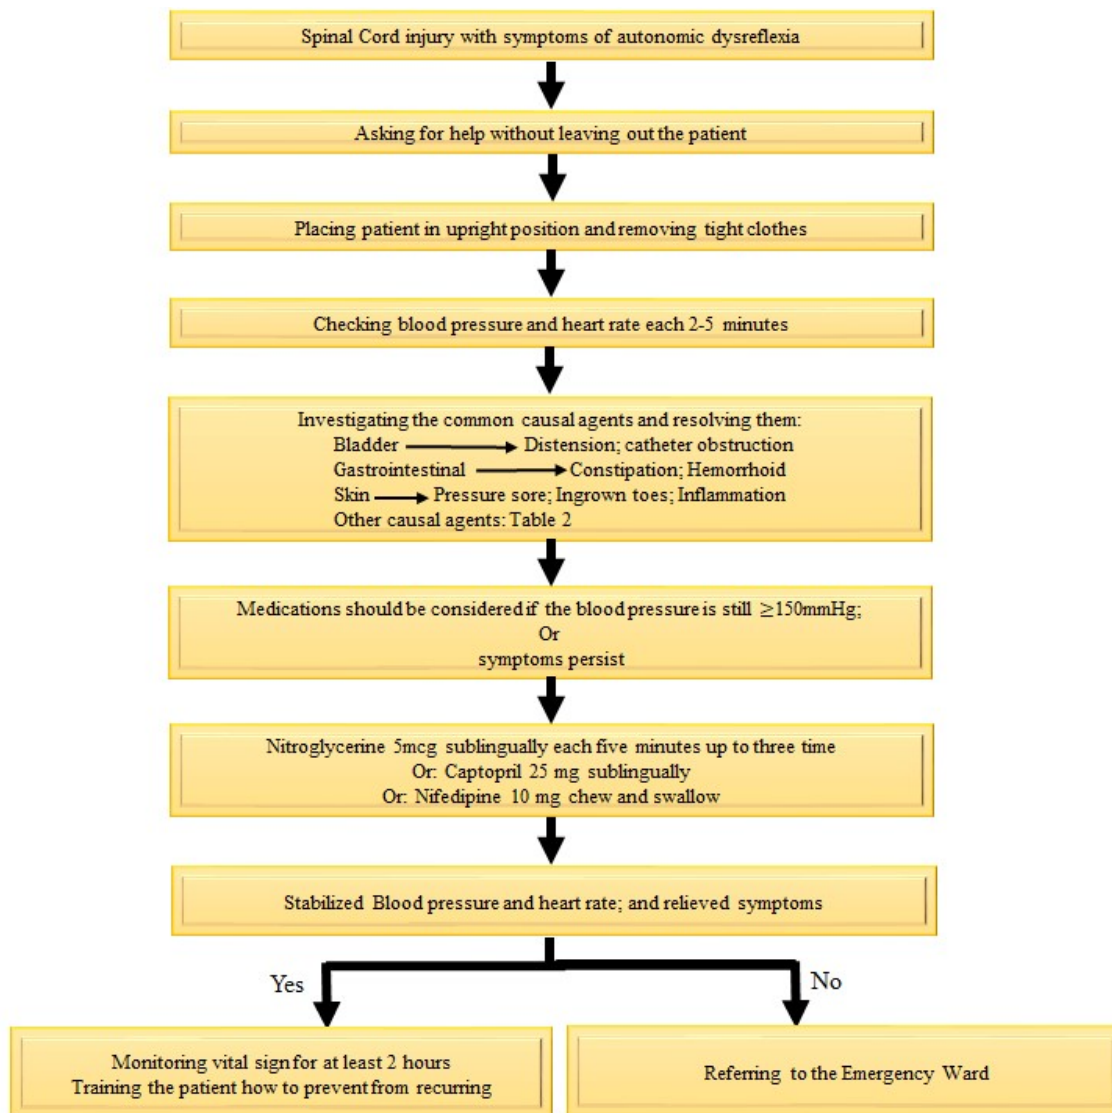 Spinal Cord injury with symptoms of autonomic dysreflexia
Asking for help without leaving out the patient
Placing patient in upright position and removing tight clothes
Checking blood pressure and heart rate each 2-5 minutes
Investigating the common causal agents and resolving them:
Bladder Distension; catheter obstruction
Gastrointestinal Constipation; Hemorrhoid
Skin Pressure sore; Ingrown toes; Inflammation
Other causal agents: Table 2
Medications should be considered if the blood pressure is still ≥150mmHg;
Or
symptoms persist
Nitroglycerine 5mcg sublingually each five minutes up to three time
Or: Captopril 25 mg sublingually
Or: Nifedipine 10 mg chew and swallow
Stabilized Blood pressure and heart rate; and relieved symptoms
Yes
No
Monitoring vital sign for at least 2 hours
Training the patient how to prevent from recurring
Referring to the Emergency Ward